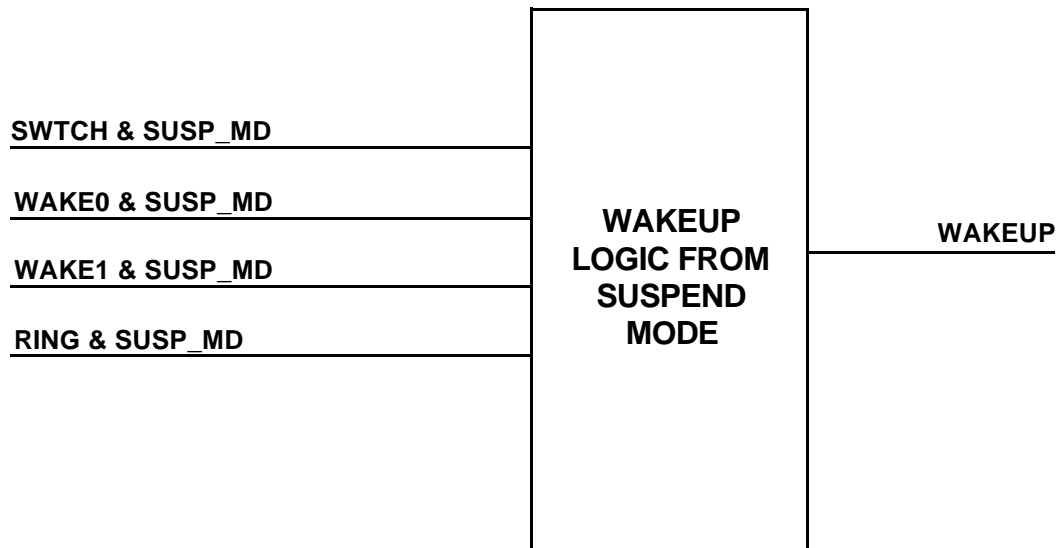 SWTCH & SUSP_MD
WAKE0 & SUSP_MD
WAKE1 & SUSP_MD
RING & SUSP_MD
WAKEUP
LOGIC FROM
SUSPEND
MODE
WAKEUP